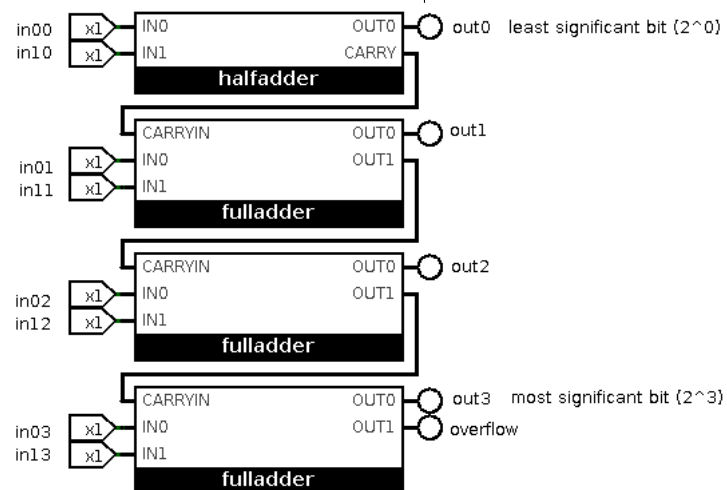 in00 x1 IN0 OUT0 out0 least significant bit (2^0)
in10 x1 IN1 CARRY
halfadder
CARRYIN OUT0 out1
in01 x1 IN0 OUT1
in11 x1 IN1
fulladder
CARRYIN OUT0 out2
in02 x1 IN0 OUT1
in12 x1 IN1
fulladder
CARRYIN OUT0 out3 most significant bit (2^3)
in03 x1 IN0 OUT1 overflow
in13 x1 IN1
fulladder